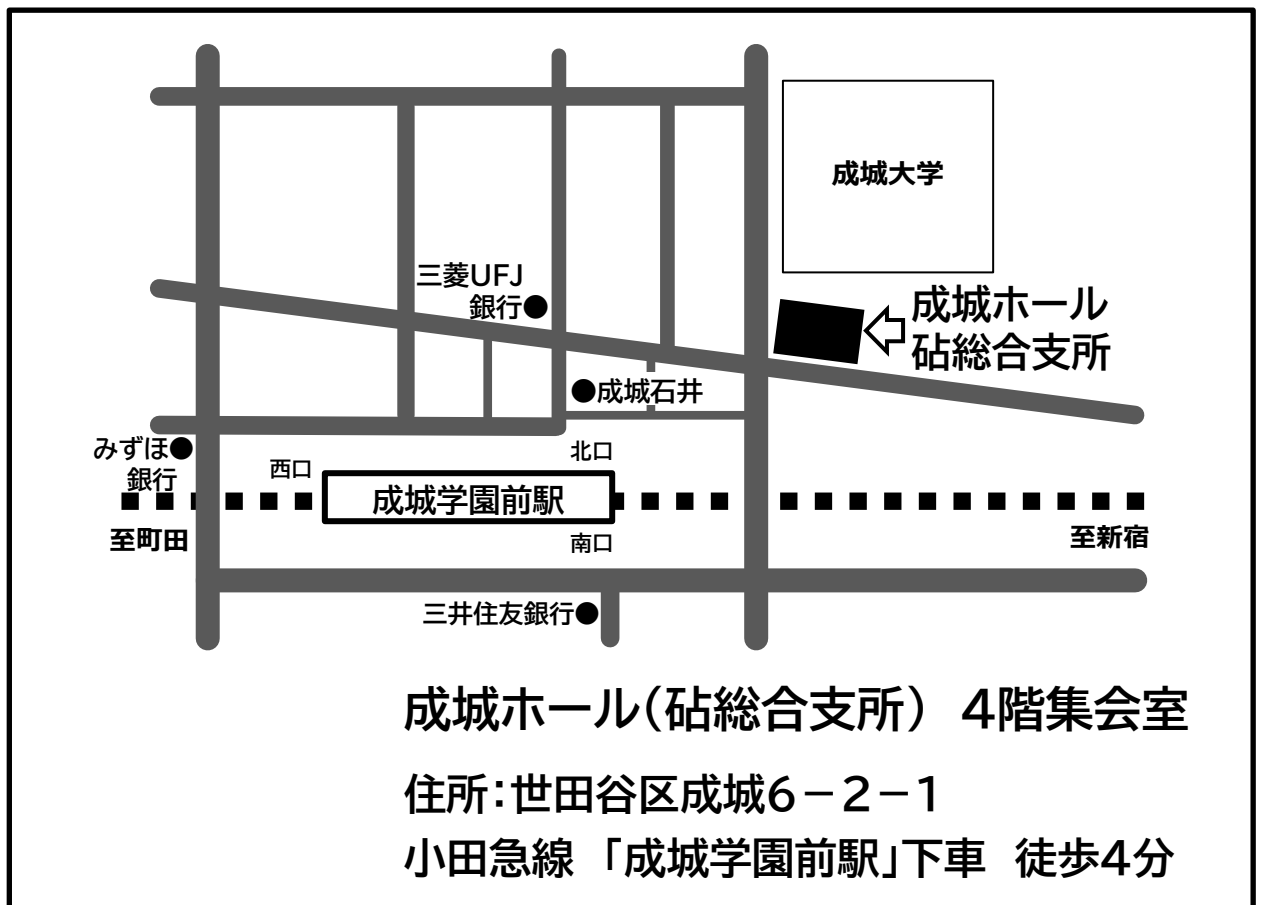 成城大学
三菱UFJ
銀行●
成城ホール
砧総合支所
●成城石井
みずほ●
銀行
北口
西口
成城学園前駅
至町田
南口
至新宿
三井住友銀行●
成城ホール(砧総合支所) 4階集会室
住所:世田谷区成城6-2-1
小田急線「成城学園前駅」下車 徒歩4分